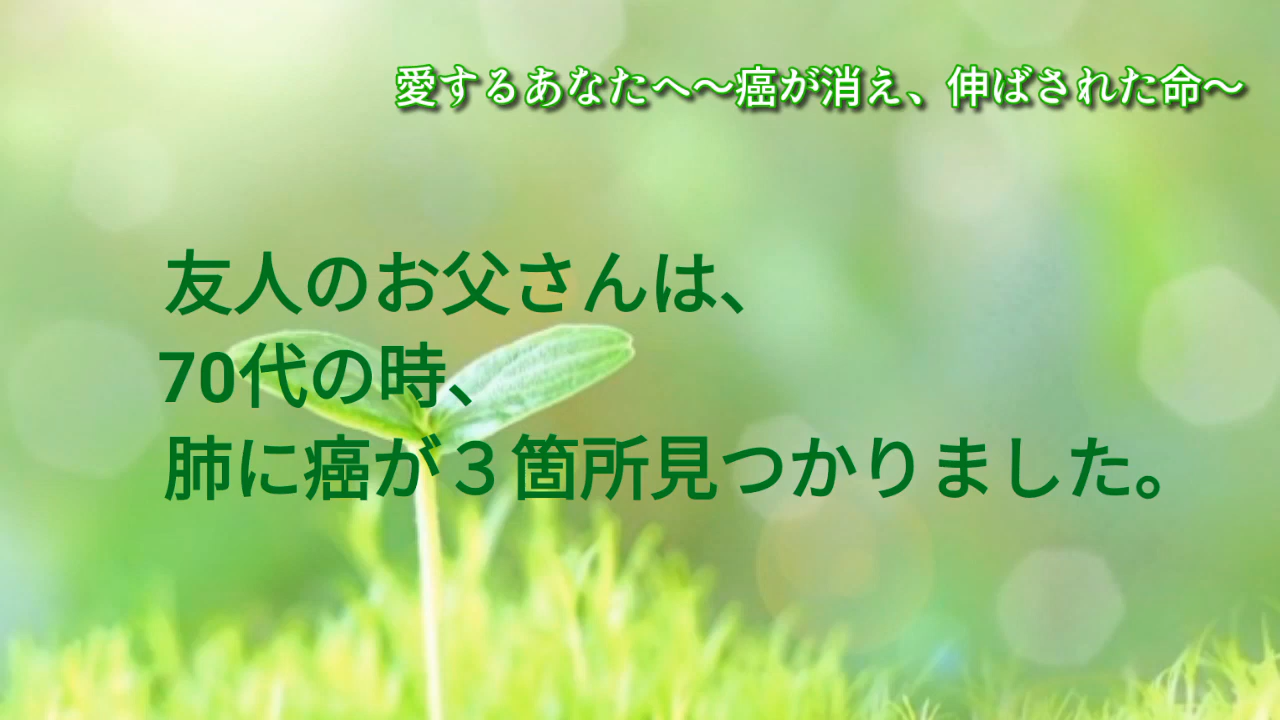 愛するあなたへ～癌が消え、伸ばされた命～
友人のお父さんは、
70代の時、
肺に癌が３箇所見つかりました。